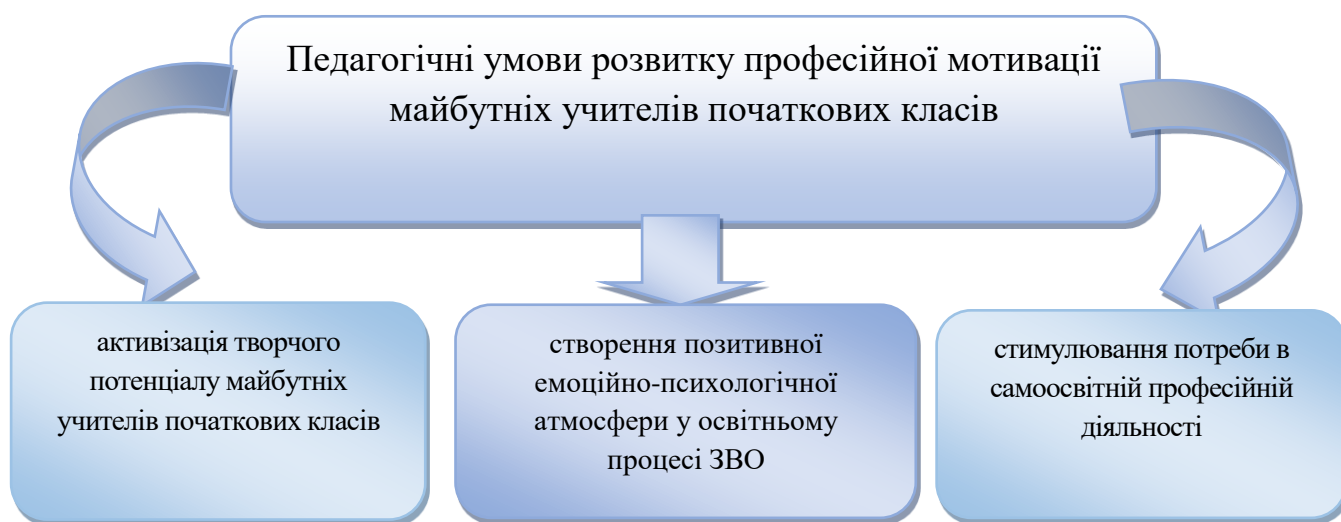 Педагогічні умови розвитку професійної мотивації
майбутніх учителів початкових класів
активізація творчого
потенціалу майбутніх
учителів початкових класів
створення позитивної
емоційно-психологічної
атмосфери у освітньому
процесі ЗВО
стимулювання потреби в
самоосвітній професійній
діяльності